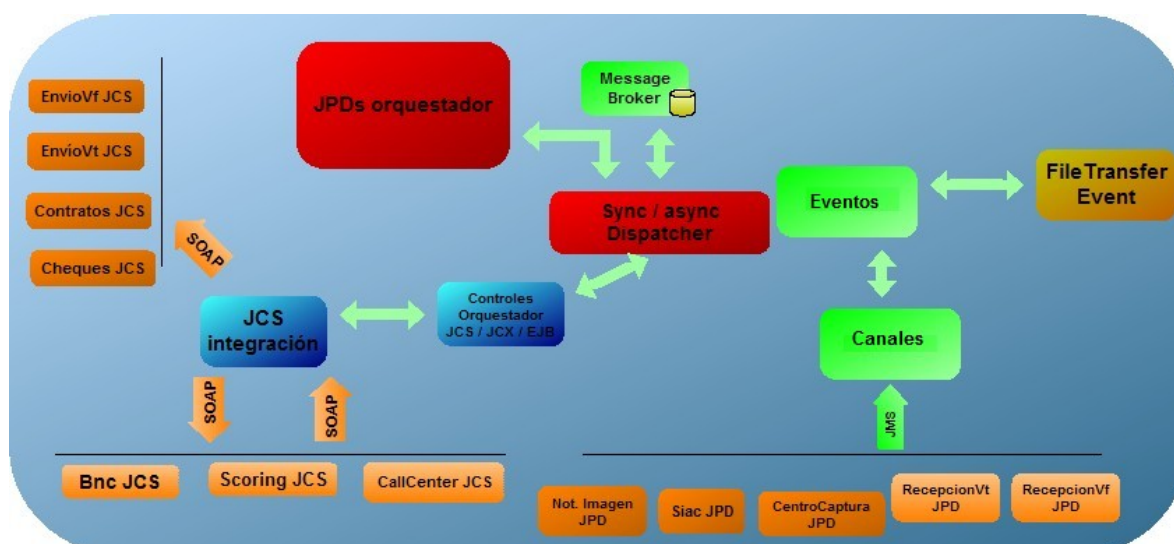 EnvioVf JCS
EnvíoVt JCS
Contratos JCS
Cheques JCS
SOAP
JPDs orquestador
Message
Broker
Sync / async
Dispatcher
Eventos
FileTransfer
Event
JCS
integración
Controles
Orquestador
JCS / JCX / EJB
Canales
SOAP
SOAP
JMS
Bnc JCS
Scoring JCS
CallCenter JCS
Not. Imagen
JPD
Siac JPD
CentroCaptura
JPD
RecepcionVt
JPD
RecepcionVf
JPD